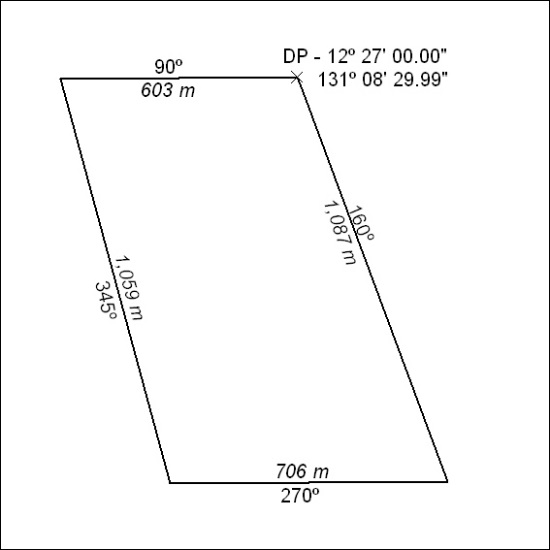 DP - 12º 27' 00.00"
131º 08' 29.99"
90º
603 m
160º
1,087 m
1,059 m
345º
706 m
270º